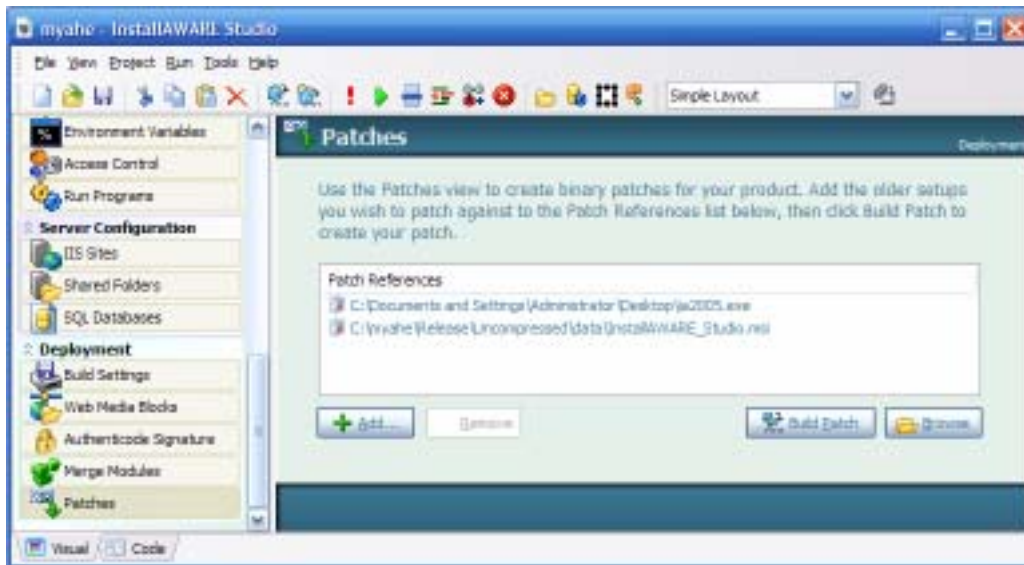 myahe - InstallAWARE Studio
File View Project Run Tools Help
Simple Layout
Environment Variables
Access Control
Run Programs
Server Configuration
IIS Sites
Shared Folders
SQL Databases
Deployment
Build Settings
Web Media Blocks
Authenticode Signature
Merge Modules
Patches
Patches
Deployment
Use the Patches view to create binary patches for your product. Add the older setups
you wish to patch against to the Patch References list below, then click Build Patch to
create your patch.
Patch References
C:\Documents and Settings\Administrator\Desktop\ia2005.exe
C:\myahe\Release\Uncompressed\data\InstallAWARE_Studio.msi
Add...
Remove
Build Patch
Browse
Visual
Code